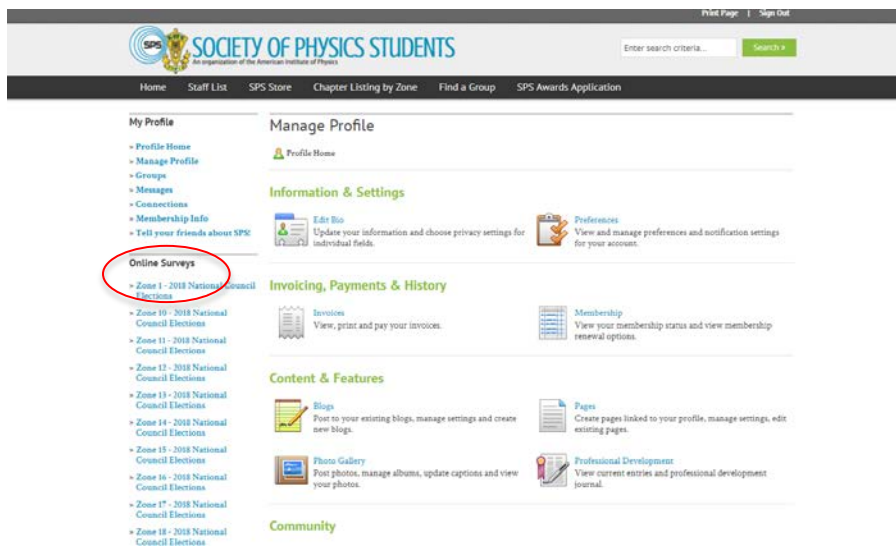 Print Page | Sign Out
SPS
SOCIETY OF PHYSICS STUDENTS
An organization of the American Institute of Physics
Enter search criteria...
Search »
Home Staff List SPS Store Chapter Listing by Zone Find a Group SPS Awards Application
My Profile
» Profile Home
» Manage Profile
» Groups
» Messages
» Connections
» Membership Info
» Tell your friends about SPS!
Online Surveys
» Zone 1 - 2018 National Council
Elections
» Zone 10 - 2018 National
Council Elections
» Zone 11 - 2018 National
Council Elections
» Zone 12 - 2018 National
Council Elections
» Zone 13 - 2018 National
Council Elections
» Zone 14 - 2018 National
Council Elections
» Zone 15 - 2018 National
Council Elections
» Zone 16 - 2018 National
Council Elections
» Zone 17 - 2018 National
Council Elections
» Zone 18 - 2018 National
Council Elections
Manage Profile
Profile Home
Information & Settings
Edit Bio
Update your information and choose privacy settings for
individual fields.
Preferences
View and manage preferences and notification settings
for your account.
Invoicing, Payments & History
Invoices
View, print and pay your invoices.
Membership
View your membership status and view membership
renewal options.
Content & Features
Blogs
Post to your existing blogs, manage settings and create
new blogs.
Pages
Create pages linked to your profile, manage settings, edit
existing pages.
Photo Gallery
Post photos, manage albums, update captions and view
your photos.
Professional Development
View current entries and professional development
journal.
Community